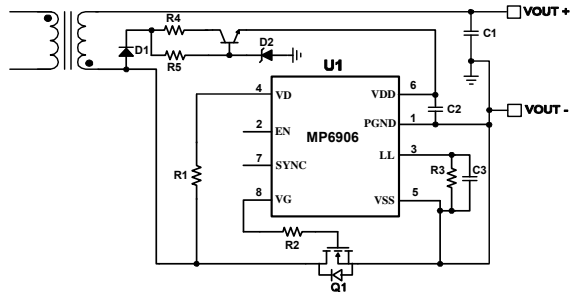 VOUT +
R4
D1
R5
D2
C1
U1
4
VD
VDD
6
C2
VOUT -
2
EN
PGND
1
MP6906
R1
7
SYNC
LL
3
R3
C3
8
VG
VSS
5
R2
Q1